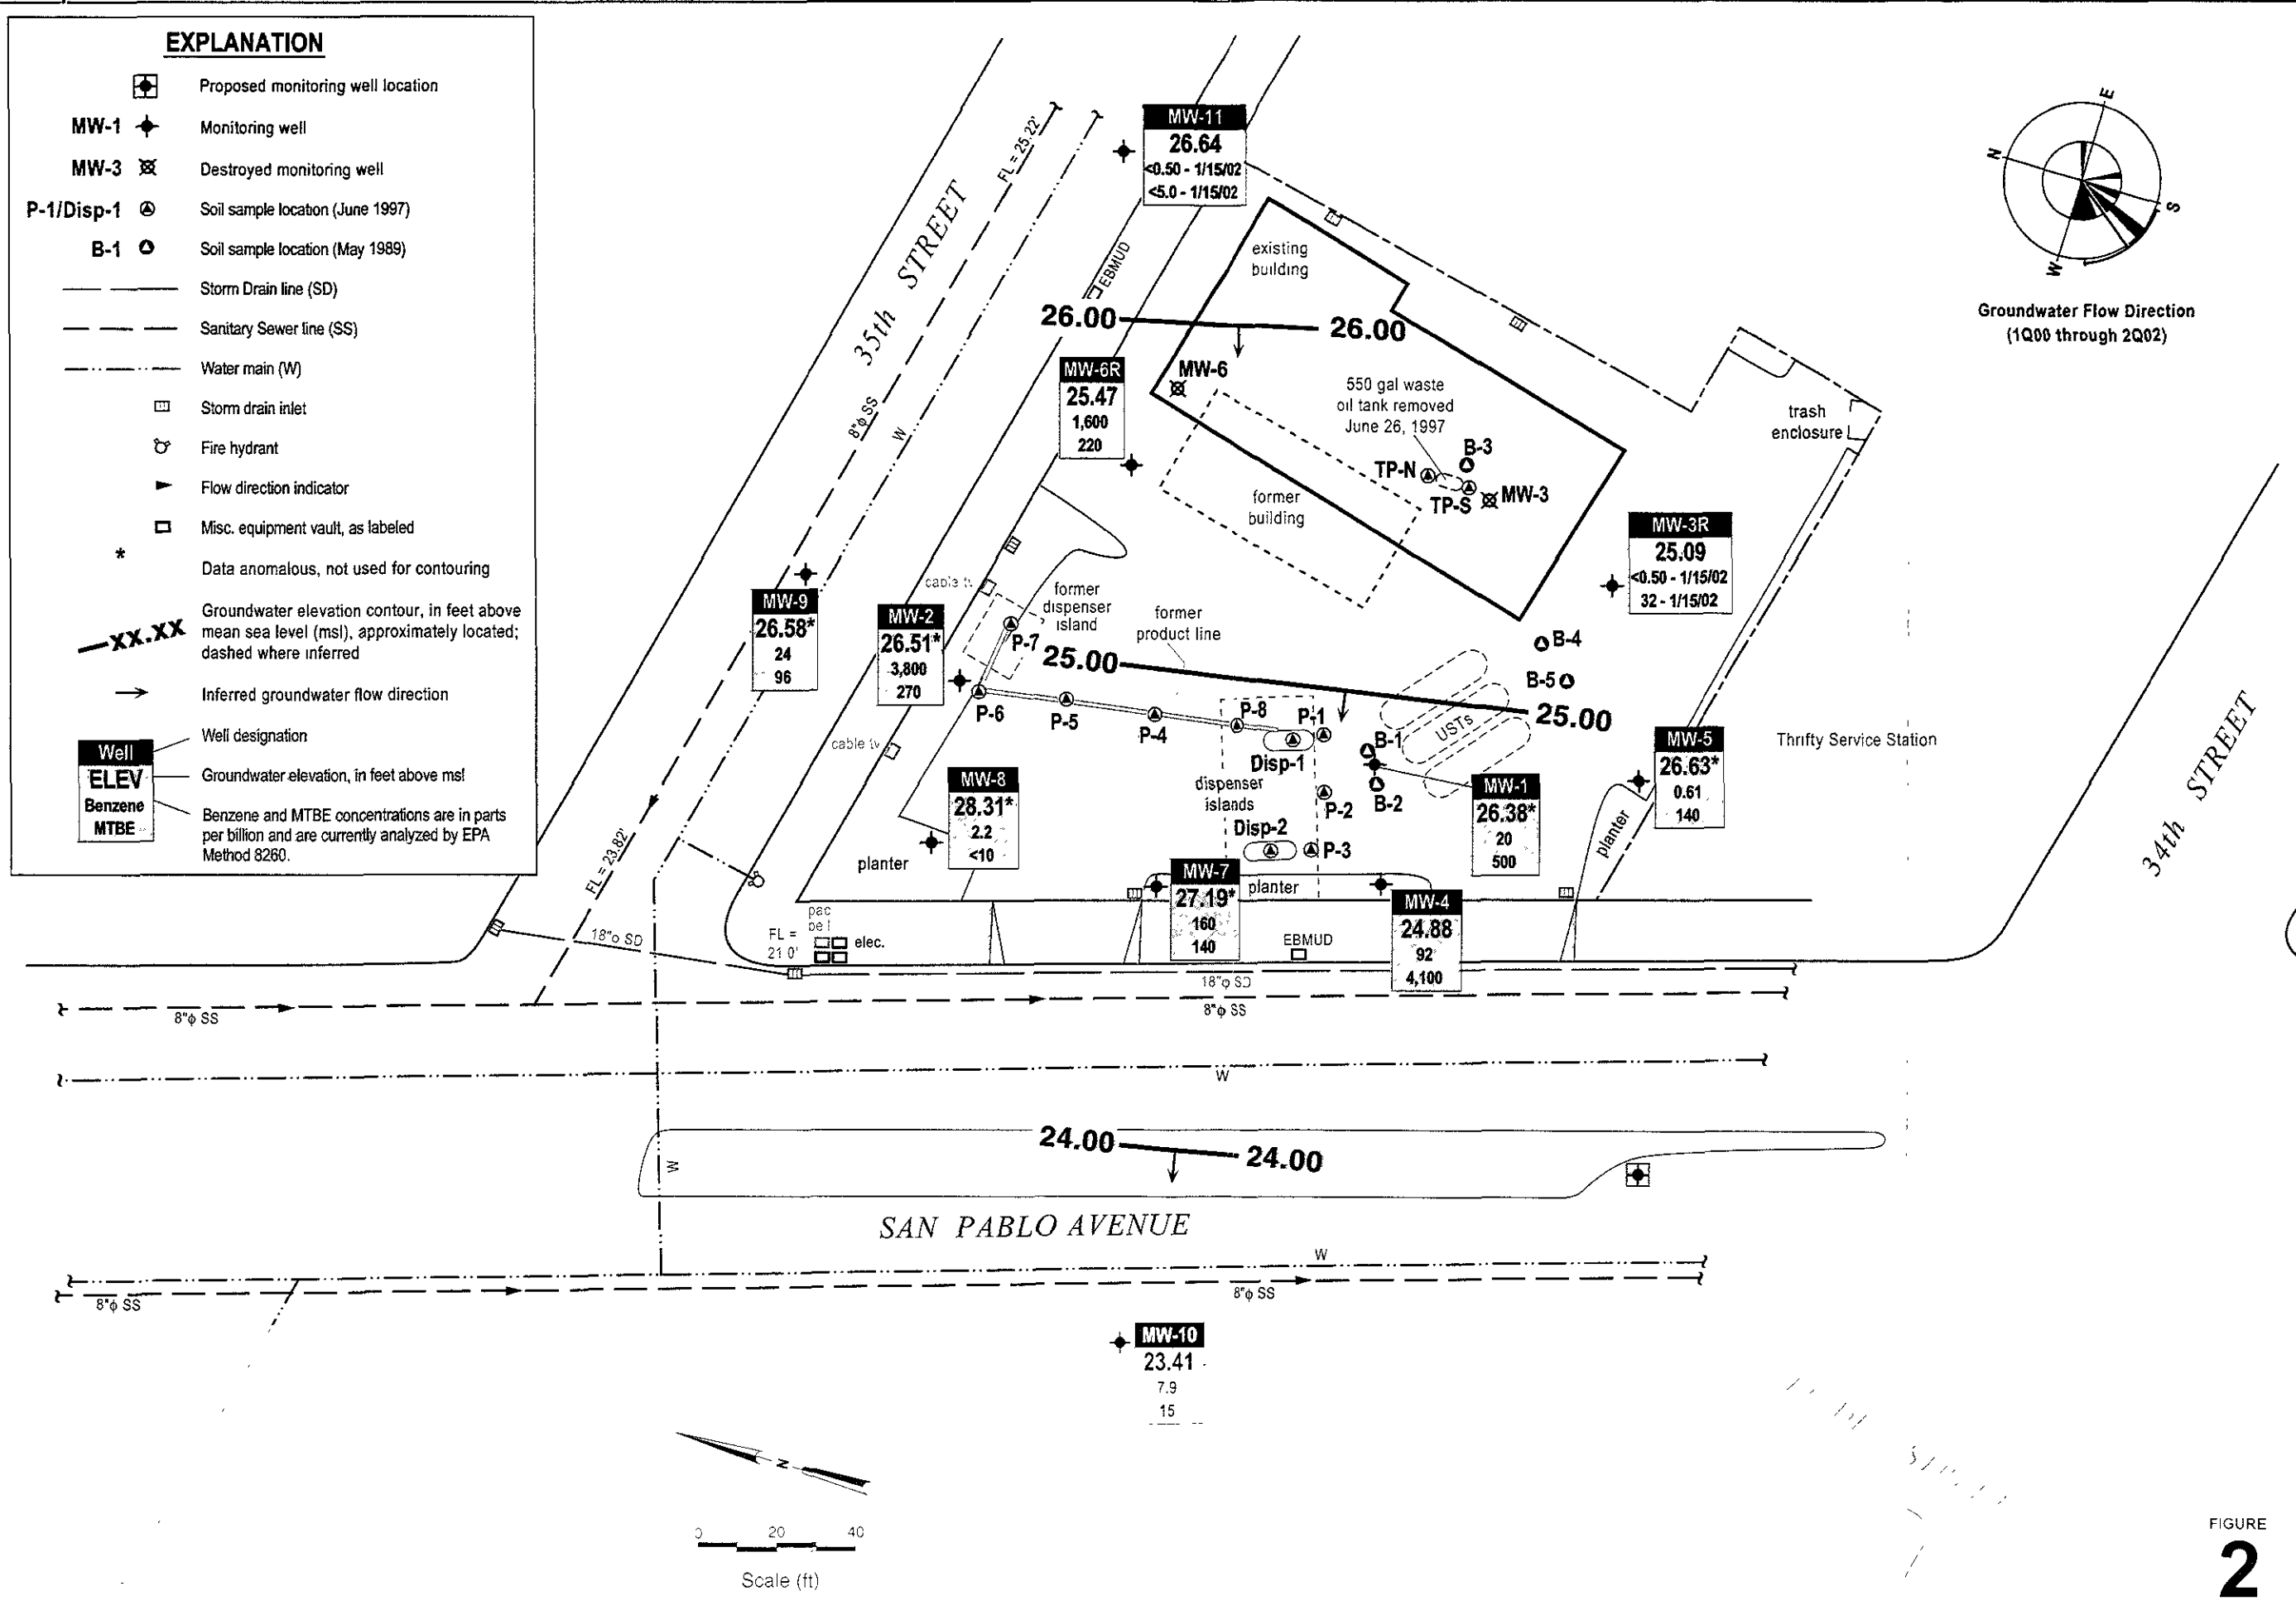 EXPLANATION
Proposed monitoring well location
MW-1 Monitoring well
MW-3 Destroyed monitoring well
P-1/Disp-1 Soil sample location (June 1997)
B-1 Soil sample location (May 1989)
Storm Drain line (SD)
Sanitary Sewer line (SS)
Water main (W)
Storm drain inlet
Fire hydrant
Flow direction indicator
Misc. equipment vault, as labeled
*
Data anomalous, not used for contouring
XX.XX
Groundwater elevation contour, in feet above
mean sea level (msl), approximately located;
dashed where inferred
Inferred groundwater flow direction
Well designation
Well
ELEV
Groundwater elevation, in feet above msl
Benzene
MTBE
Benzene and MTBE concentrations are in parts
per billion and are currently analyzed by EPA
Method 8260.
FL = 25.22'
35th STREET
8"ϕ SS
W
EBMUD
MW-11
26.64
<0.50 - 1/15/02
<5.0 - 1/15/02
existing
building
E
N
S
W
Groundwater Flow Direction
(1Q00 through 2Q02)
26.00
26.00
MW-6R
25.47
1,600
220
MW-6
550 gal waste
oil tank removed
June 26, 1997
B-3
TP-N
TP-S
MW-3
former
building
trash
enclosure
MW-3R
25.09
<0.50 - 1/15/02
32 - 1/15/02
MW-9
26.58*
24
96
MW-2
26.51*
3,800
270
cable tv
former
dispenser
island
former
product line
P-7
25.00
25.00
B-4
B-5
USTs
P-6
P-5
P-4
P-8
P-1
Disp-1
B-1
B-2
cable tv
MW-8
28.31*
2.2
<10
dispenser
islands
P-2
Disp-2
P-3
MW-1
26.38*
20
500
MW-5
26.63*
0.61
140
Thrifty Service Station
34th STREET
planter
planter
planter
MW-7
27.19*
160
140
MW-4
24.88
92
4,100
FL = 23.82'
18"ϕ SD
FL =
21.0'
pac
bell
elec.
EBMUD
18"ϕ SD
8"ϕ SS
8"ϕ SS
W
24.00
24.00
W
SAN PABLO AVENUE
W
8"ϕ SS
8"ϕ SS
MW-10
23.41
7.9
15
N
0 20 40
Scale (ft)
FIGURE
2